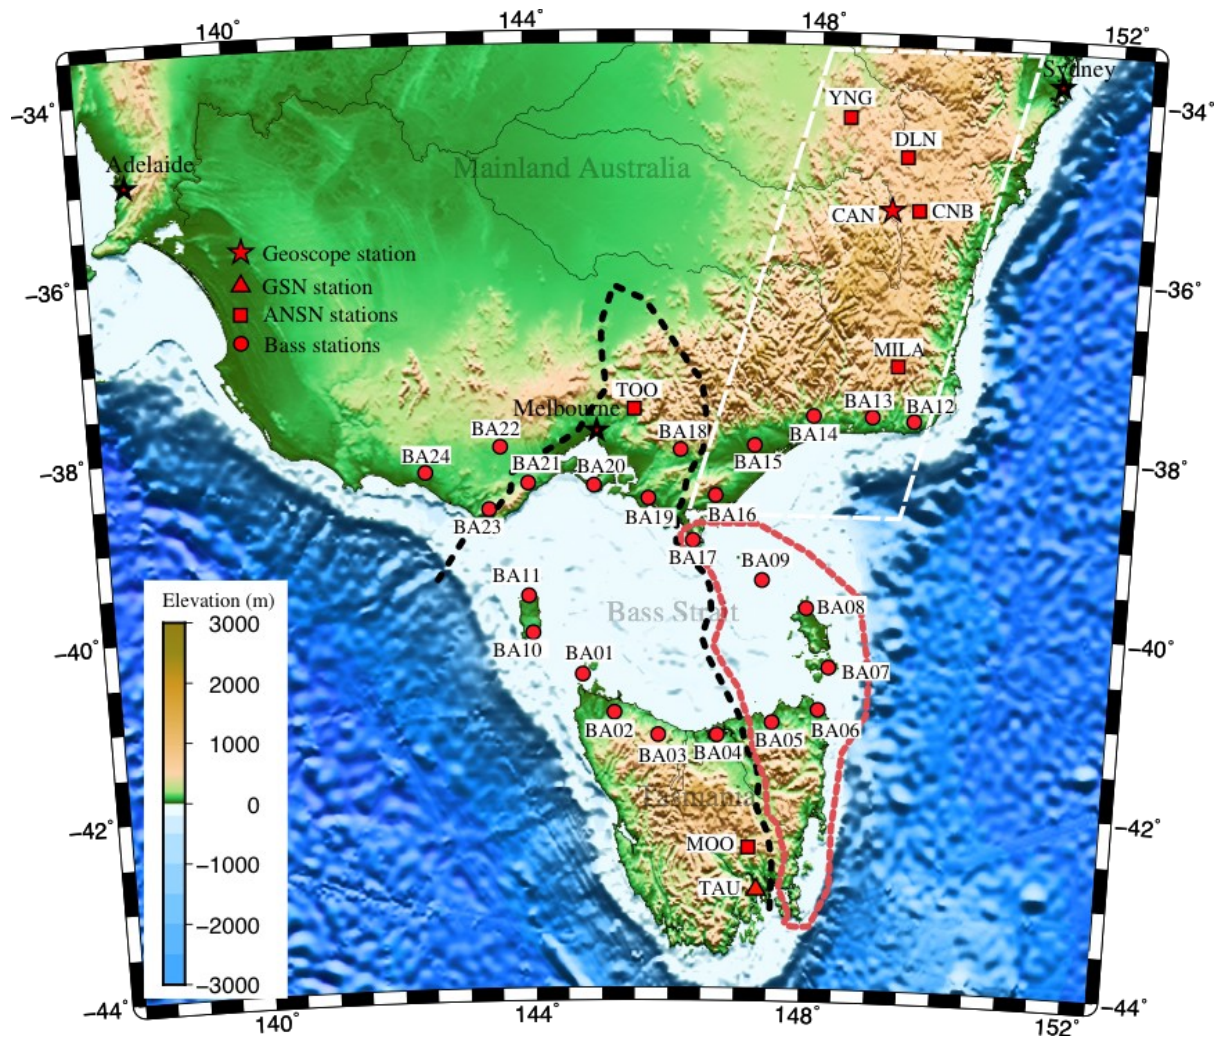 140°
144°
148°
152°
Sydney
−34°
−34°
YNG
DLN
Adelaide
Mainland Australia
CAN
CNB
Geoscope station
GSN station
ANSN stations
Bass stations
−36°
−36°
MILA
TOO
Melbourne
BA13
BA12
BA22
BA18
BA14
BA24
BA21
BA20
BA15
−38°
−38°
BA23
BA19
BA16
BA17
BA09
BA11
Elevation (m)
Bass Strait
BA08
3000
−40°
BA10
BA01
−40°
BA07
2000
BA02
BA05
BA06
1000
BA03
BA04
0
Tasmania
−42°
−42°
MOO
−1000
TAU
−2000
−3000
−44°
−44°
140°
144°
148°
152°